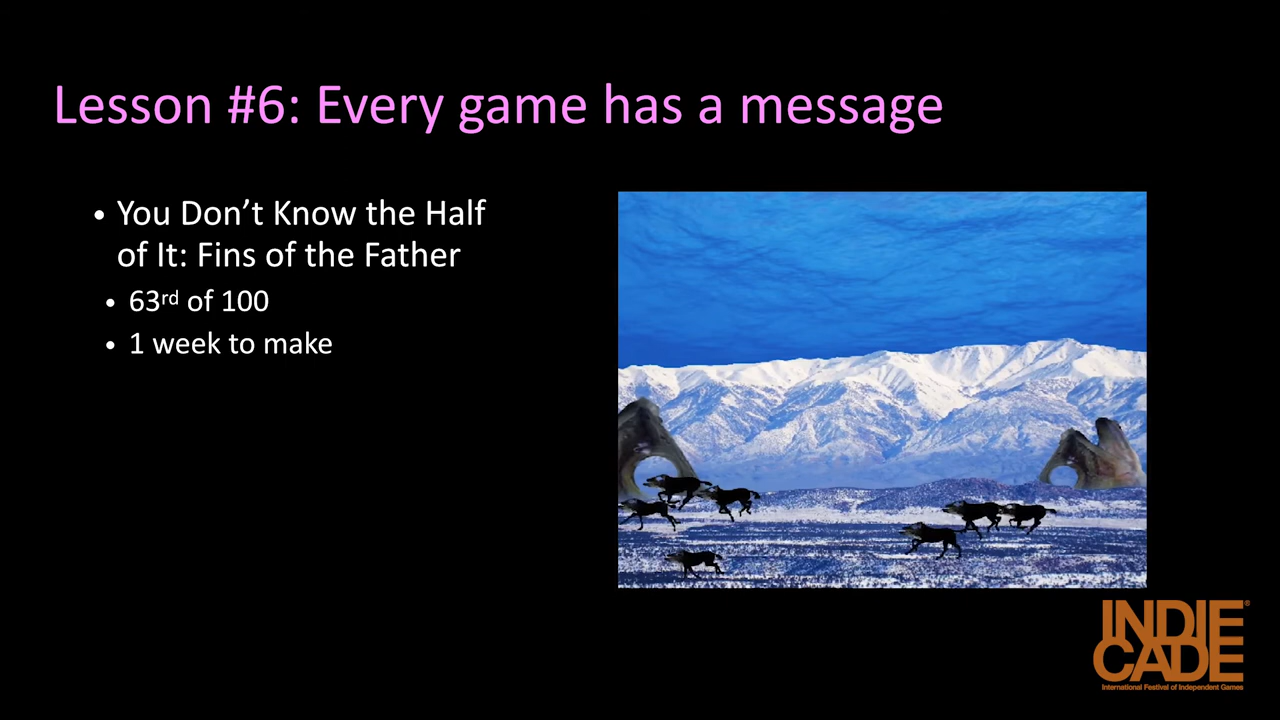 Lesson #6: Every game has a message
• You Don’t Know the Half
of It: Fins of the Father
• 63rd of 100
• 1 week to make
INDIE®
CADE
International Festival of Independent Games